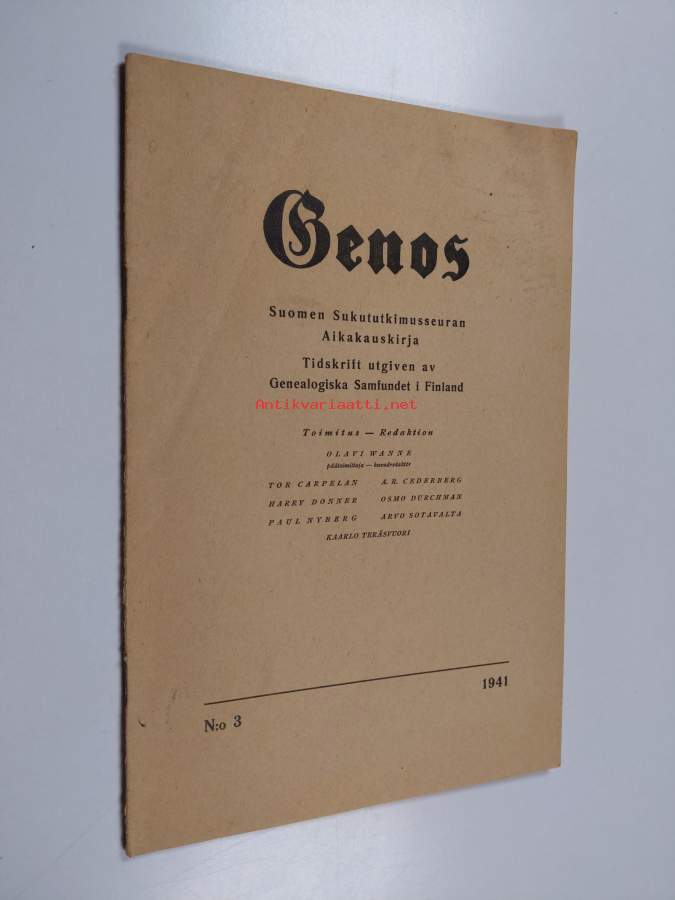 Genos
Suomen Sukututkimusseuran
Aikakauskirja
Tidskrift utgiven av
Genealogiska Samfundet i Finland
Antikvariaatti.net
Toimitus — Redaktion
OLAVI WANNE
päätoimittaja — huvudredaktör
TOR CARPELAN A.R. CEDERBERG
HARRY DONNER OSMO DURCHMAN
PAUL NYBERG ARVO SOTAVALTA
KAARLO TERÄSVUORI
N:o 3 1941